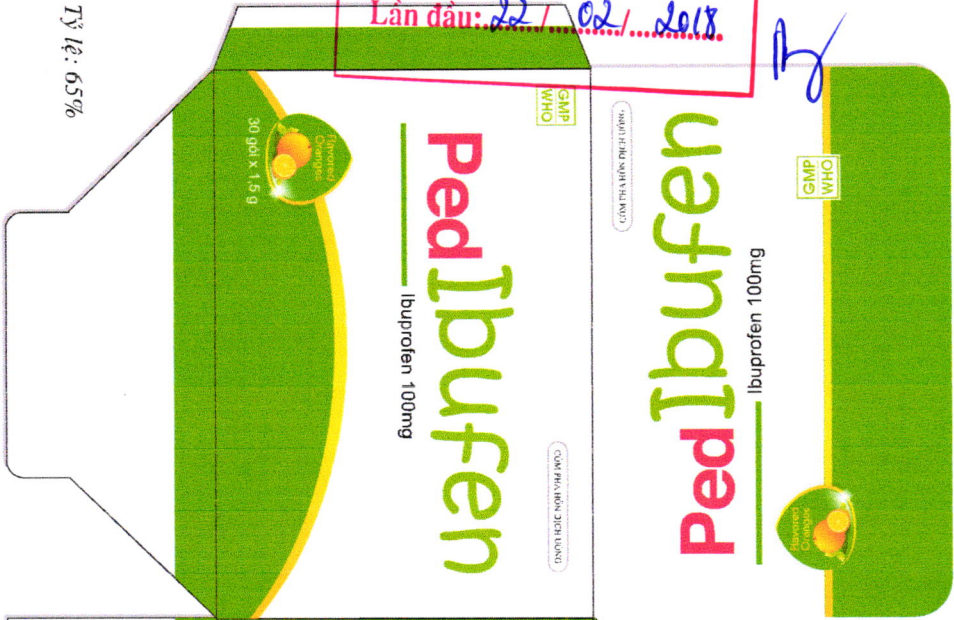 Lần đầu: 22 / 02 / 2018
Tỷ lệ: 65%
GMP
WHO
PedIbufen
Ibuprofen 100mg
CỐM PHA HỖN DỊCH UỐNG
Flavored
Oranges
30 gói x 1.5 g
GMP
WHO
CỐM PHA HỖN DỊCH UỐNG
PedIbufen
Ibuprofen 100mg
Flavored
Oranges